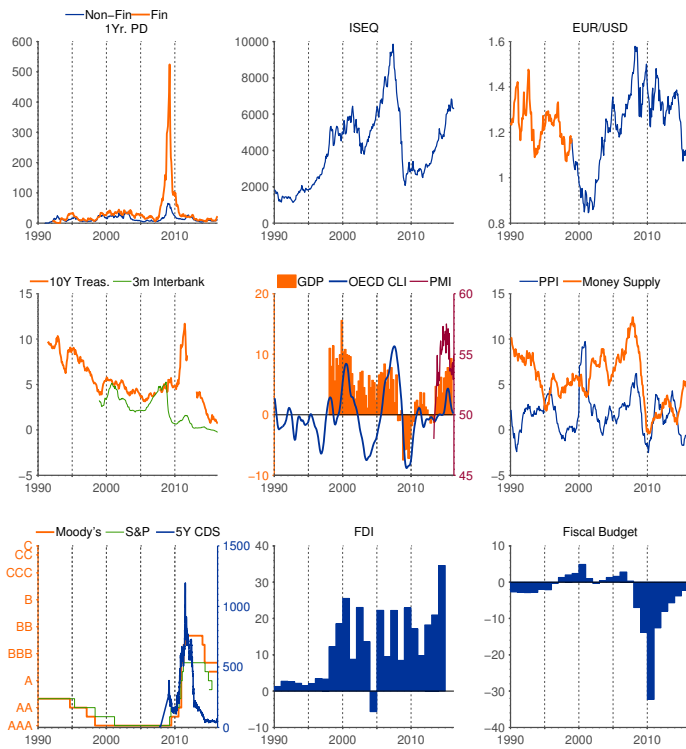 Non−Fin Fin
1Yr. PD
600
500
400
300
200
100
0
1990 2000 2010
ISEQ
10000
8000
6000
4000
2000
0
1990 2000 2010
EUR/USD
1.6
1.4
1.2
1
0.8
1990 2000 2010
10Y Treas. 3m Interbank
15
10
5
0
−5
1990 2000 2010
GDP OECD CLI PMI
20 60
10 55
0 50
−10 45
1990 2000 2010
PPI Money Supply
15
10
5
0
−5
1990 2000 2010
Moody's S&P 5Y CDS
C 1500
CC
CCC
B 1000
BB
BBB 500
A
AA
AAA 0
1990 2000 2010
FDI
40
30
20
10
0
−10
1990 2000 2010
Fiscal Budget
10
0
−10
−20
−30
−40
1990 2000 2010